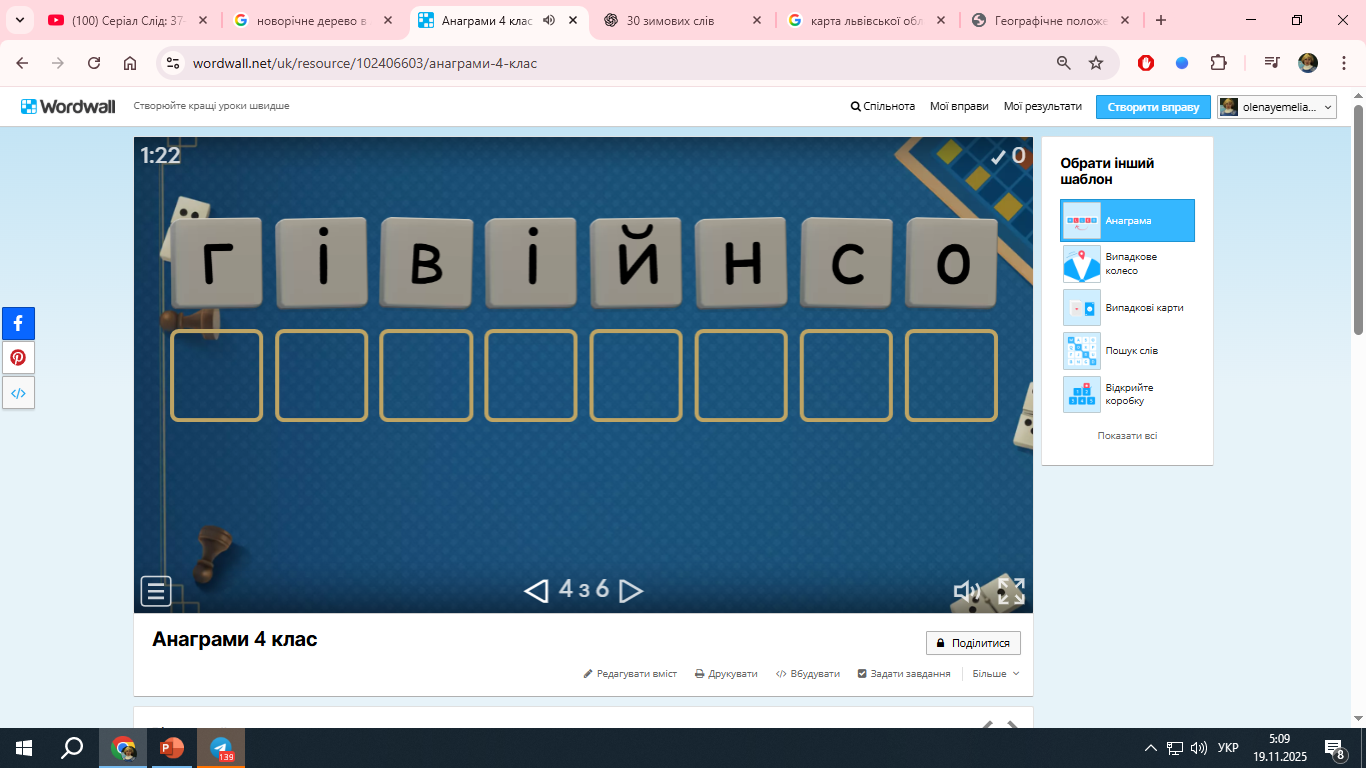 (100) Серіал Слід: 37-
новорічне дерево в
Анаграми 4 клас
30 зимових слів
карта львівської обл
Географічне положе
wordwall.net/uk/resource/102406603/анаграми-4-клас
Wordwall
Створюйте кращі уроки швидше
Спільнота
Мої вправи
Мої результати
Створити вправу
olenayemelia...
1:22
0
г і в і й н с о
4 з 6
Обрати інший
шаблон
Анаграма
Випадкове
колесо
Випадкові карти
Пошук слів
Відкрийте
коробку
Показати всі
Анаграми 4 клас
Поділитися
Редагувати вміст
Друкувати
Вбудувати
Задати завдання
Більше
139
УКР
5:09
19.11.2025
8